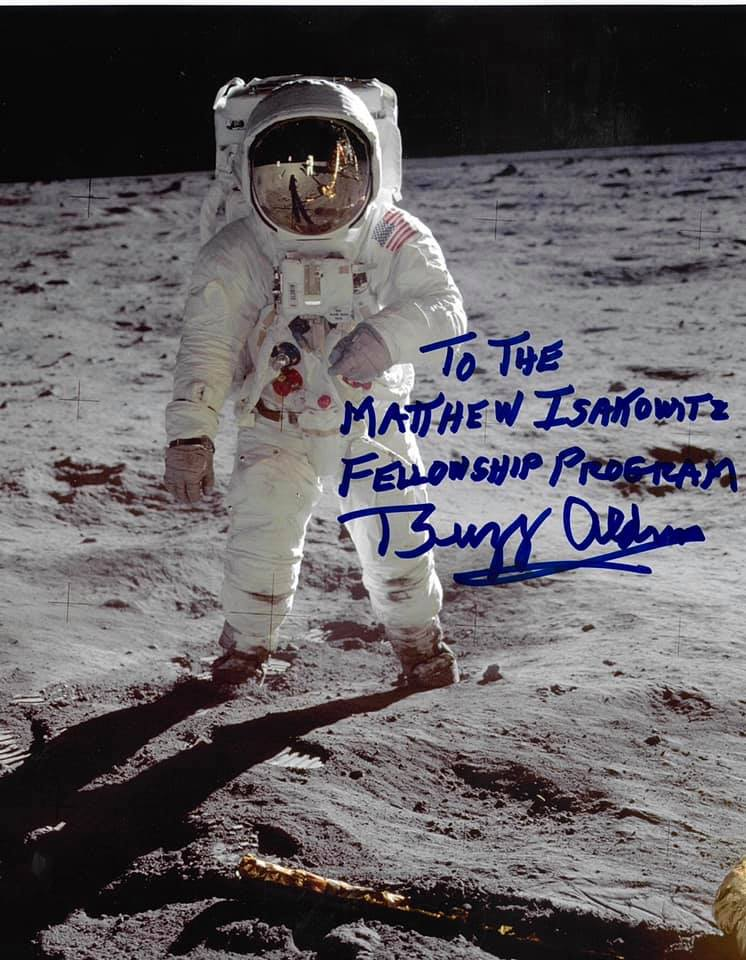 TO THE
MATTHEW ISAKOWITZ
FELLOWSHIP PROGRAM
Buzz Aldrin